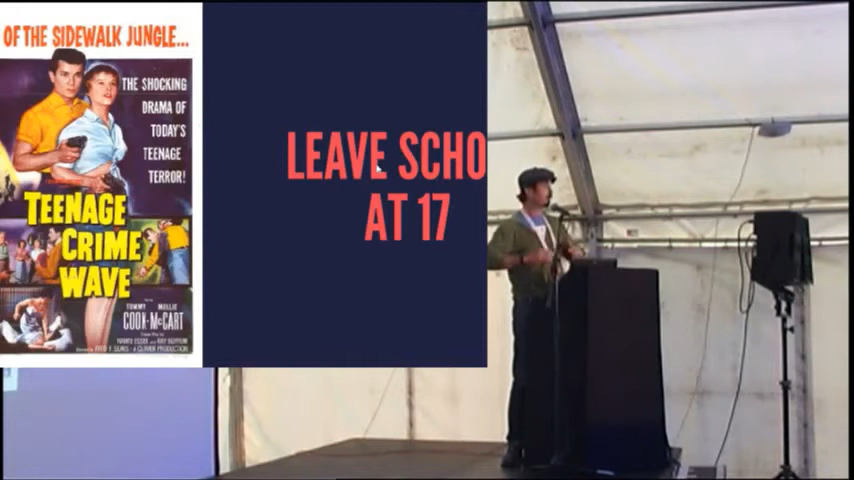 OF THE SIDEWALK JUNGLE...
THE SHOCKING
DRAMA OF
TODAY'S
TEENAGE
TERROR!
TEENAGE
CRIME
WAVE
TOMMY MOLLIE
COOK·McCART
LEAVE SCHO
AT 17